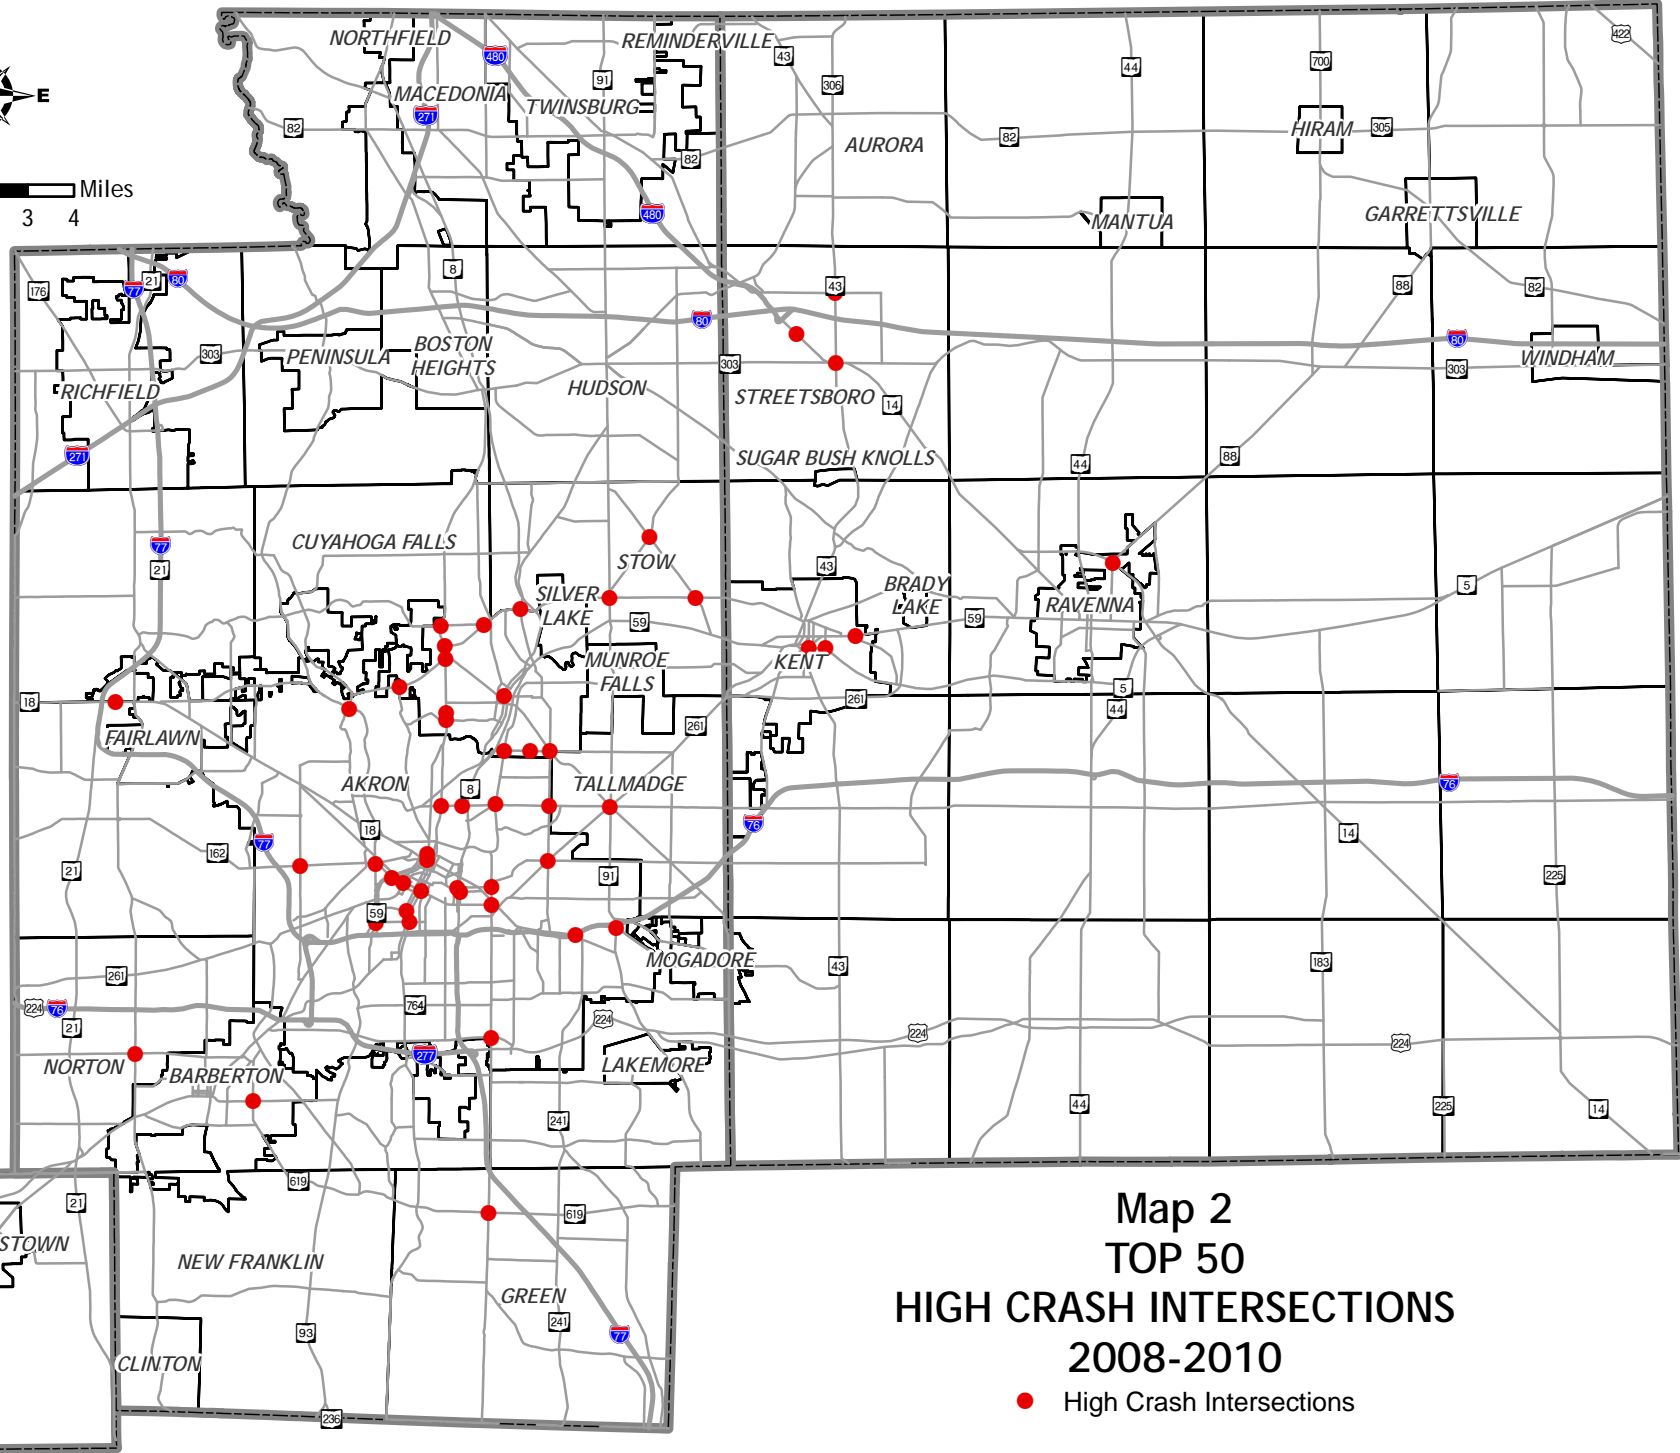 NORTHFIELD
REMINDERVILLE
43
422
480
44
700
91
306
E
MACEDONIA
TWINSBURG
271
82
HIRAM
305
82
82
AURORA
82
Miles
3 4
480
MANTUA
GARRETTSVILLE
8
21
80
77
176
43
88
82
80
80
303
PENINSULA
BOSTON
HEIGHTS
303
WINDHAM
303
RICHFIELD
HUDSON
STREETSBORO
14
271
SUGAR BUSH KNOLLS
44
88
CUYAHOGA FALLS
77
21
STOW
43
BRADY
LAKE
5
SILVER
LAKE
RAVENNA
59
59
KENT
MUNROE
FALLS
5
18
261
44
261
FAIRLAWN
AKRON
8
TALLMADGE
76
76
18
14
77
162
21
91
225
59
MOGADORE
43
183
261
224
76
764
21
224
224
224
277
NORTON
BARBERTON
LAKEMORE
44
225
14
241
619
21
619
Map 2
STOWN
TOP 50
NEW FRANKLIN
GREEN
HIGH CRASH INTERSECTIONS
241
93
77
2008-2010
CLINTON
High Crash Intersections
236